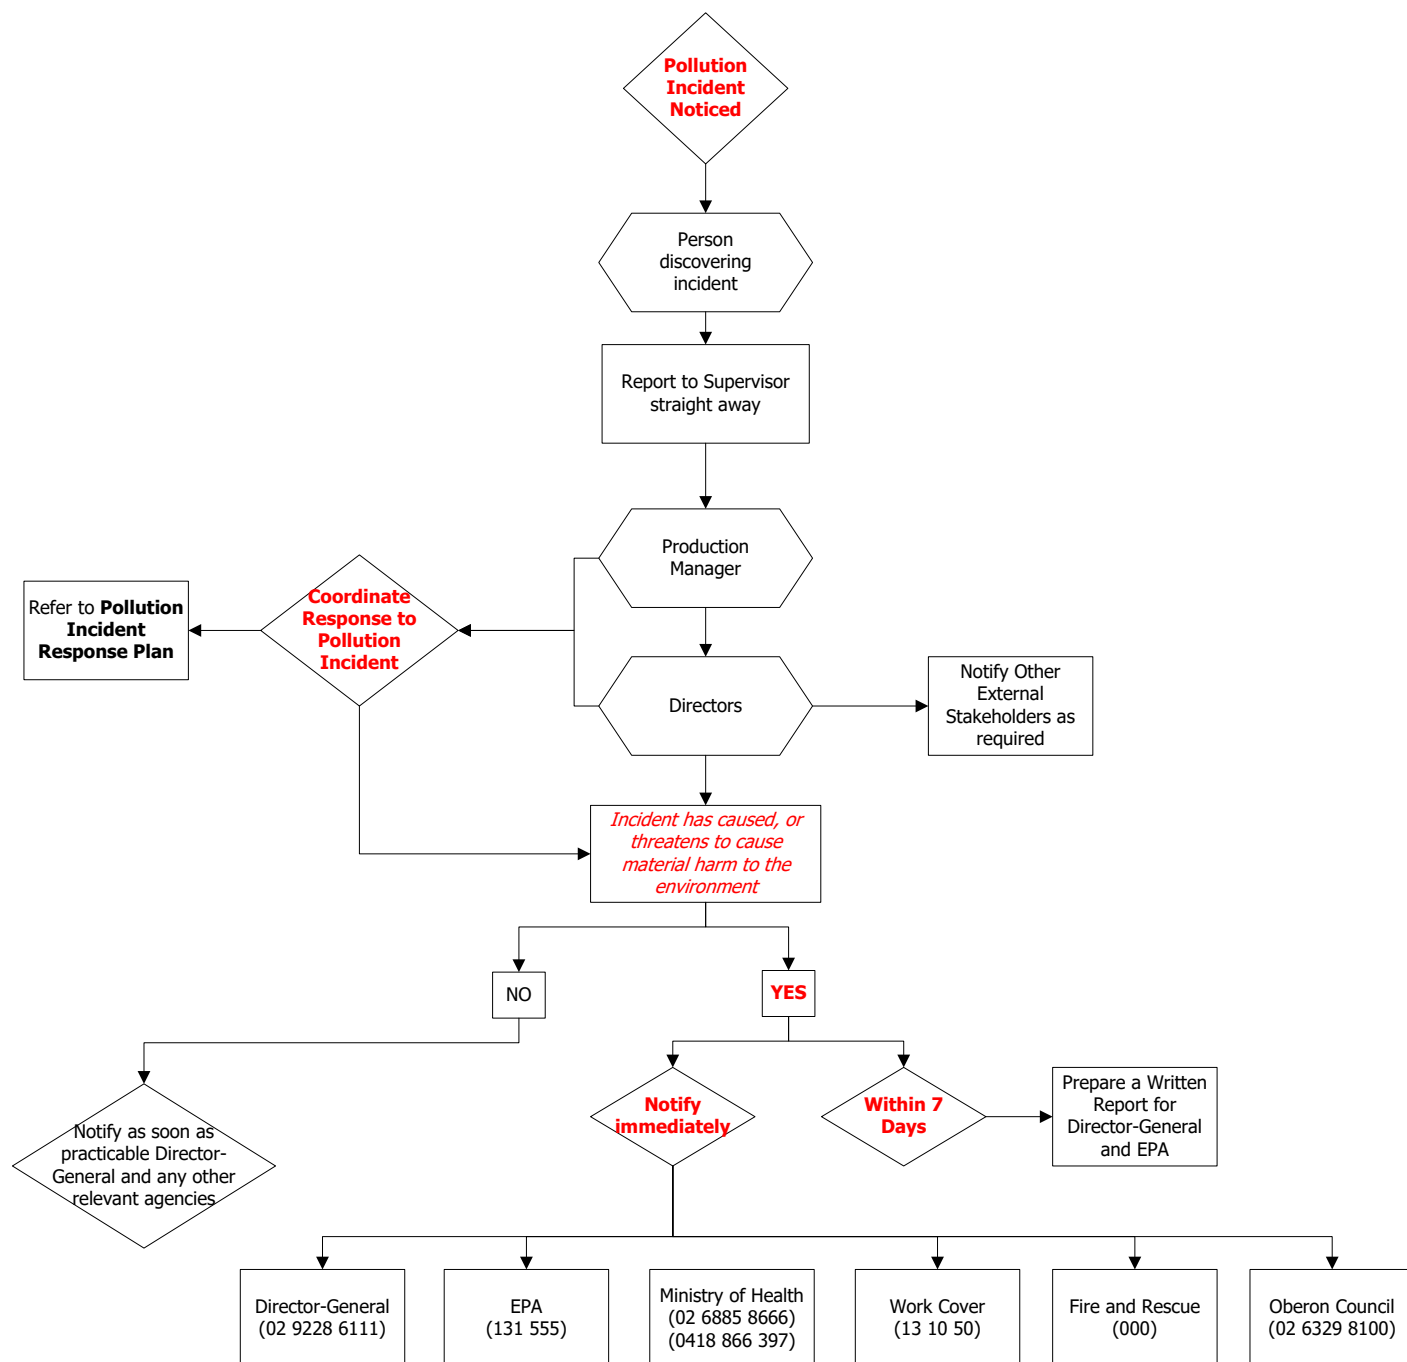 Pollution
Incident
Noticed
Person
discovering
incident
Report to Supervisor
straight away
Production
Manager
Coordinate
Response to
Pollution
Incident
Refer to Pollution
Incident
Response Plan
Directors
Notify Other
External
Stakeholders as
required
Incident has caused, or
threatens to cause
material harm to the
environment
NO
YES
Notify as soon as
practicable Director-
General and any other
relevant agencies
Notify
immediately
Within 7
Days
Prepare a Written
Report for
Director-General
and EPA
Director-General
(02 9228 6111)
EPA
(131 555)
Ministry of Health
(02 6885 8666)
(0418 866 397)
Work Cover
(13 10 50)
Fire and Rescue
(000)
Oberon Council
(02 6329 8100)